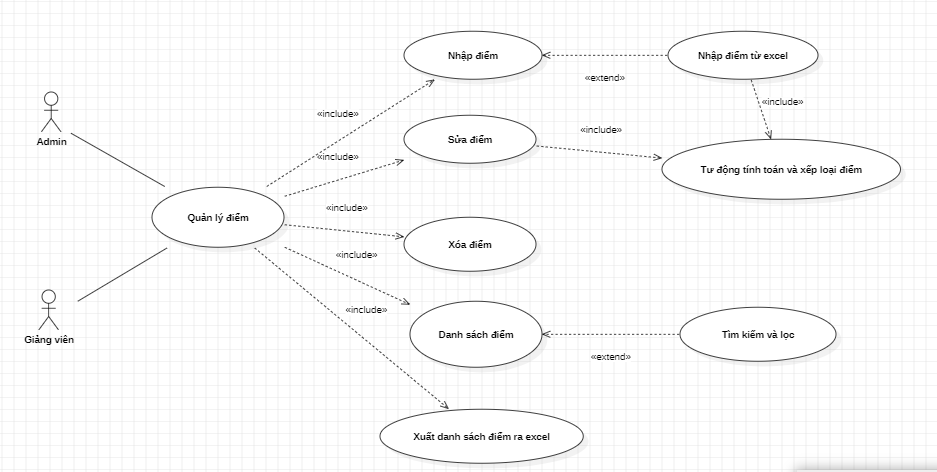 Nhập điểm
Nhập điểm từ excel
«extend»
«include»
«include»
Admin
Sửa điểm
«include»
«include»
Tư động tính toán và xếp loại điểm
Quản lý điểm
«include»
Xóa điểm
«include»
Giảng viên
«include»
Danh sách điểm
Tìm kiếm và lọc
«extend»
Xuất danh sách điểm ra excel